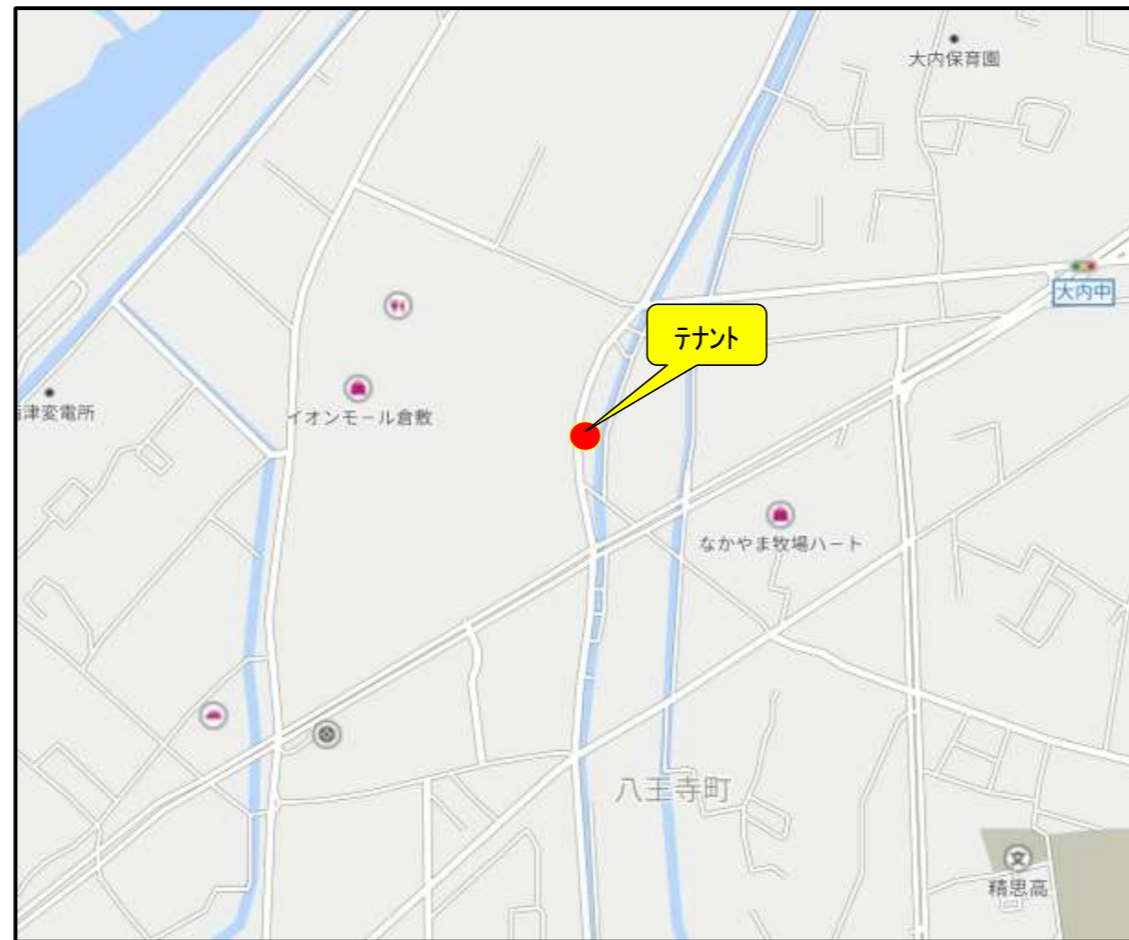 大内保育園
大内中
テナント
津変電所
イオンモール倉敷
なかやま牧場ハート
八王寺町
精思高